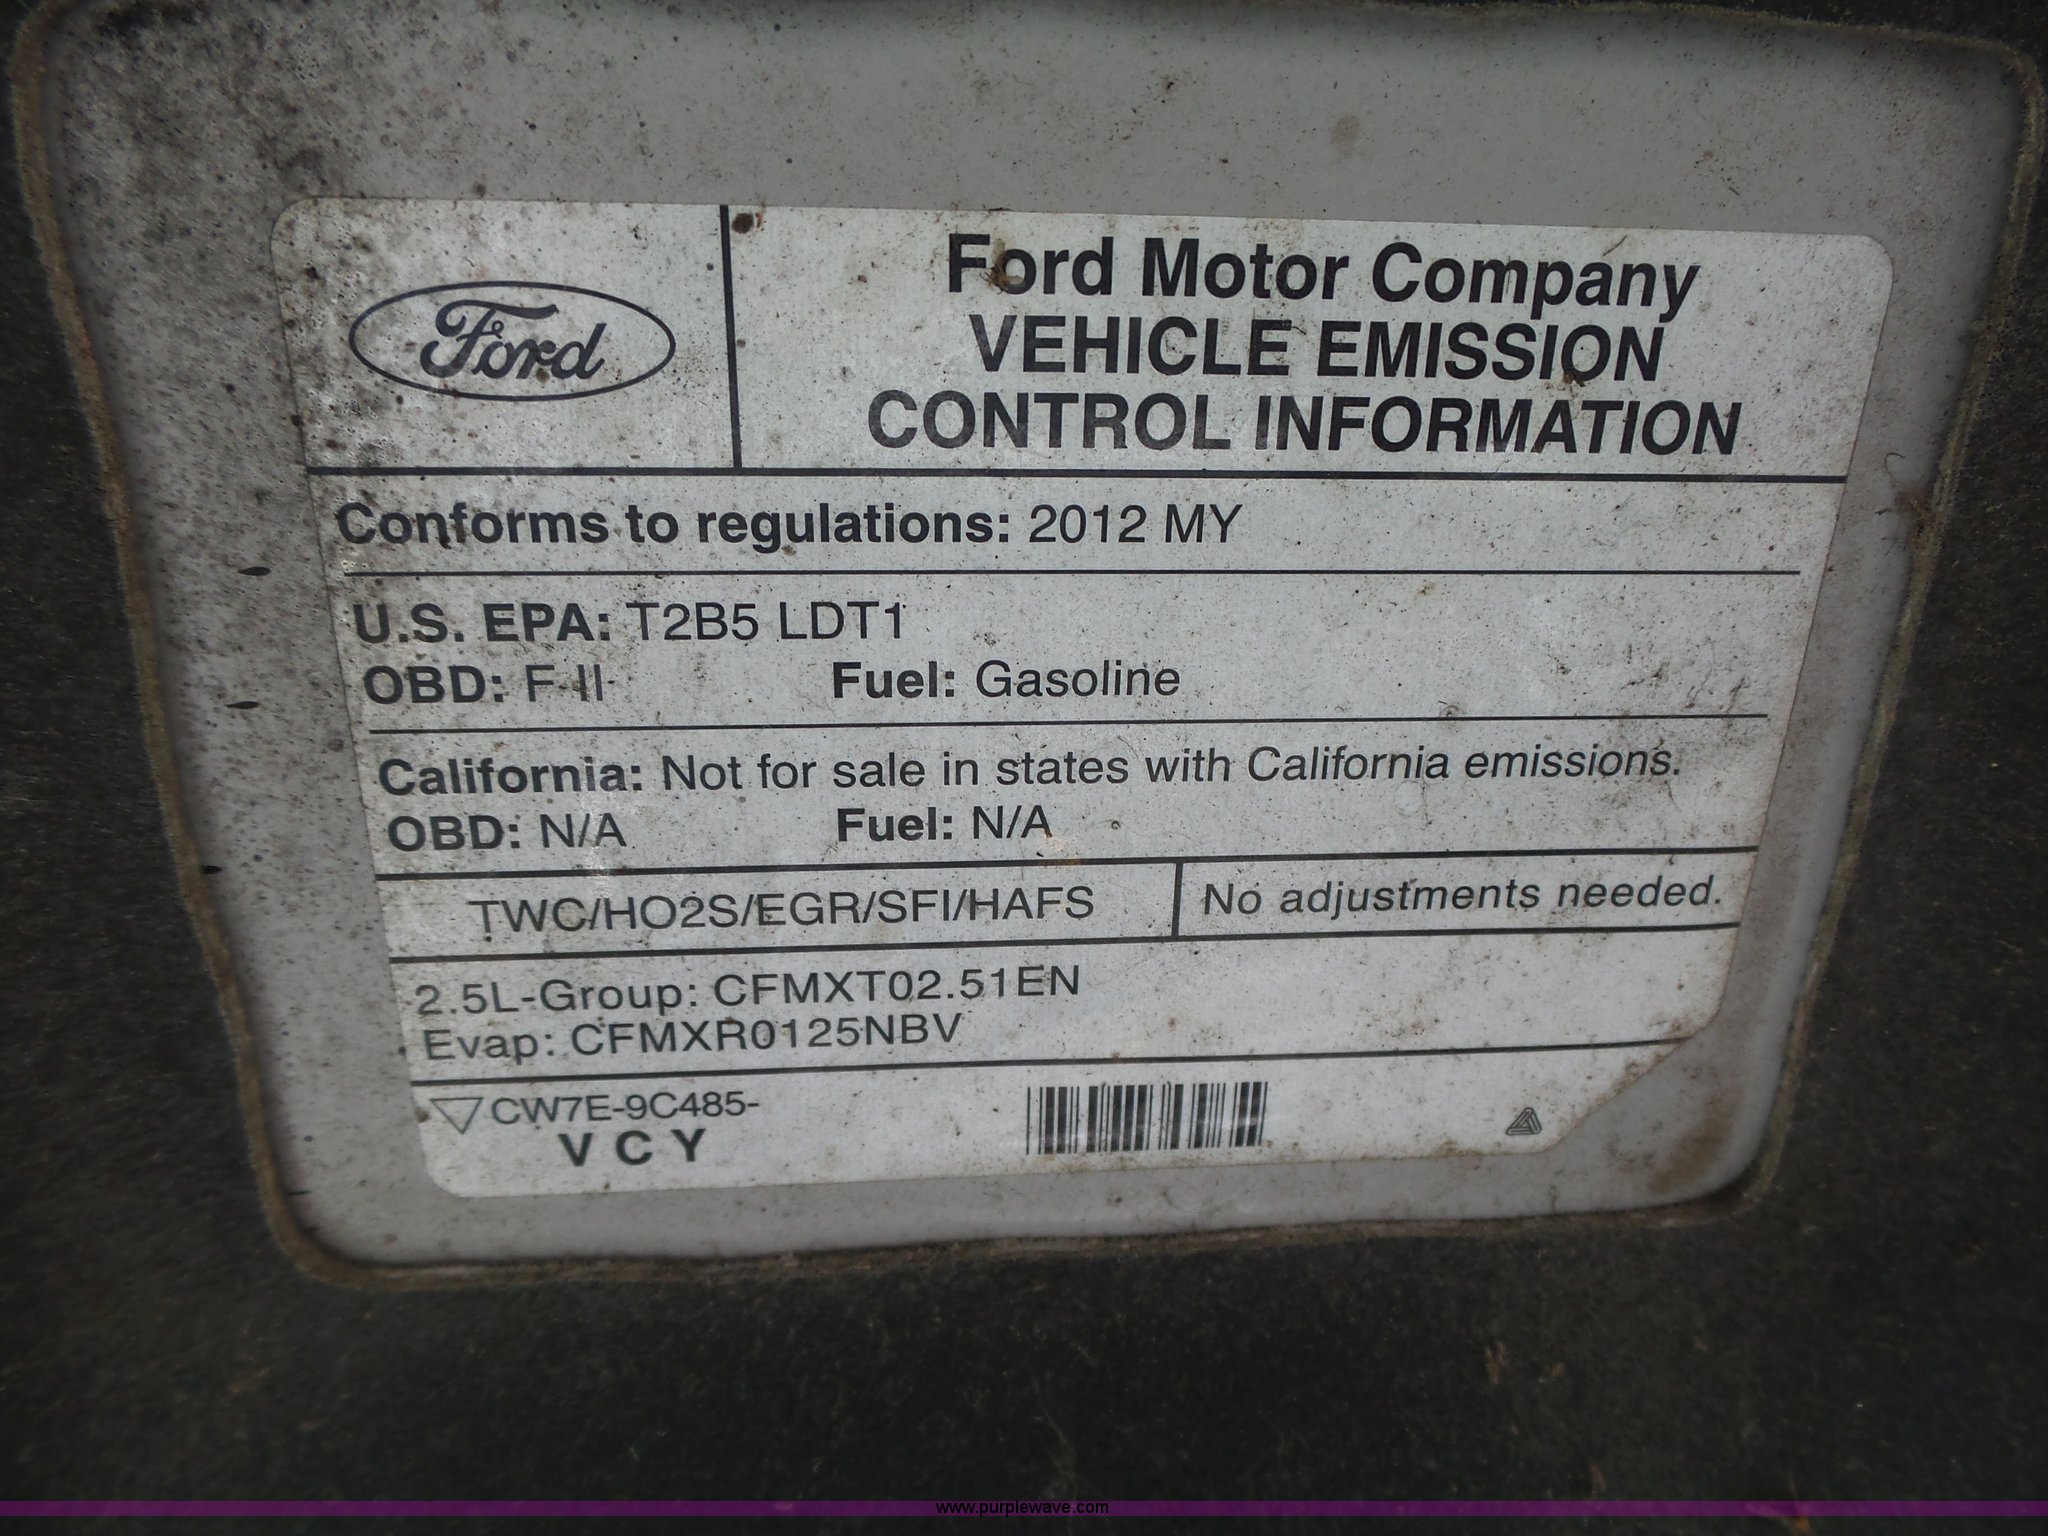 Ford
Ford Motor Company
VEHICLE EMISSION
CONTROL INFORMATION
Conforms to regulations: 2012 MY
U.S. EPA: T2B5 LDT1
OBD: F II Fuel: Gasoline
California: Not for sale in states with California emissions.
OBD: N/A Fuel: N/A
TWC/HO2S/EGR/SFI/HAFS No adjustments needed.
2.5L-Group: CFMXT02.51EN
Evap: CFMXR0125NBV
CW7E-9C485-
V C Y
www.purplewave.com